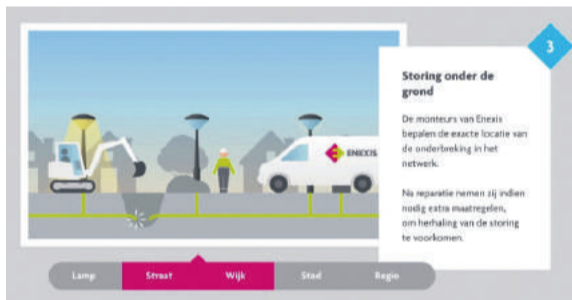 3
Storing onder de
grond
De monteurs van Enexis
bepalen de exacte locatie van
de onderbreking in het
netwerk.
Na reparatie nemen zij indien
nodig extra maatregelen,
om herhaling van de storing
te voorkomen.
ENEXIS
Lamp Straat Wijk Stad Regio